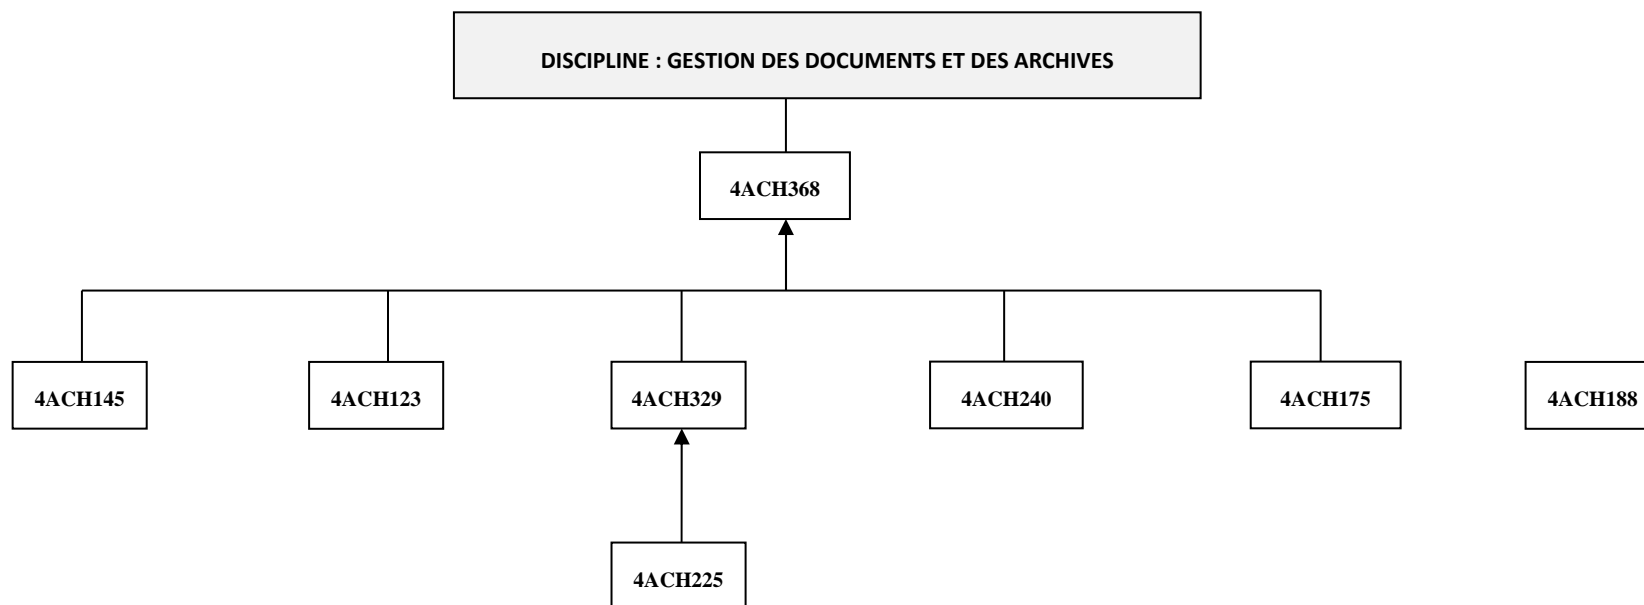 DISCIPLINE : GESTION DES DOCUMENTS ET DES ARCHIVES
4ACH368
4ACH145
4ACH123
4ACH329
4ACH240
4ACH175
4ACH188
4ACH225